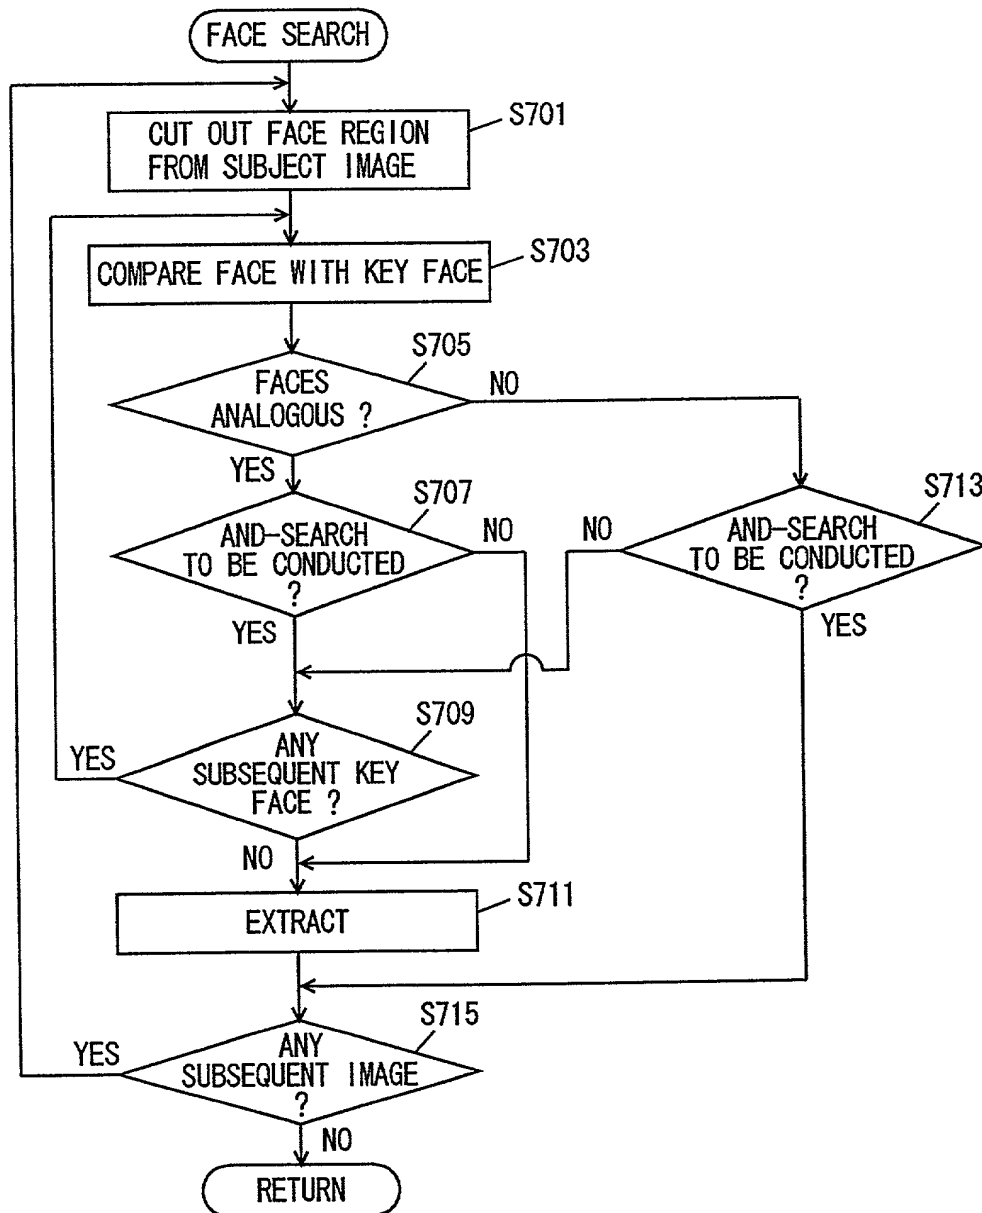 FACE SEARCH
S701
CUT OUT FACE REGION
FROM SUBJECT IMAGE
S703
COMPARE FACE WITH KEY FACE
S705
FACES
ANALOGOUS ?
NO
YES
S707
AND-SEARCH
TO BE CONDUCTED
?
NO
YES
S713
AND-SEARCH
TO BE CONDUCTED
?
NO
YES
S709
ANY
SUBSEQUENT KEY
FACE ?
YES
NO
S711
EXTRACT
S715
ANY
SUBSEQUENT IMAGE
?
YES
NO
RETURN